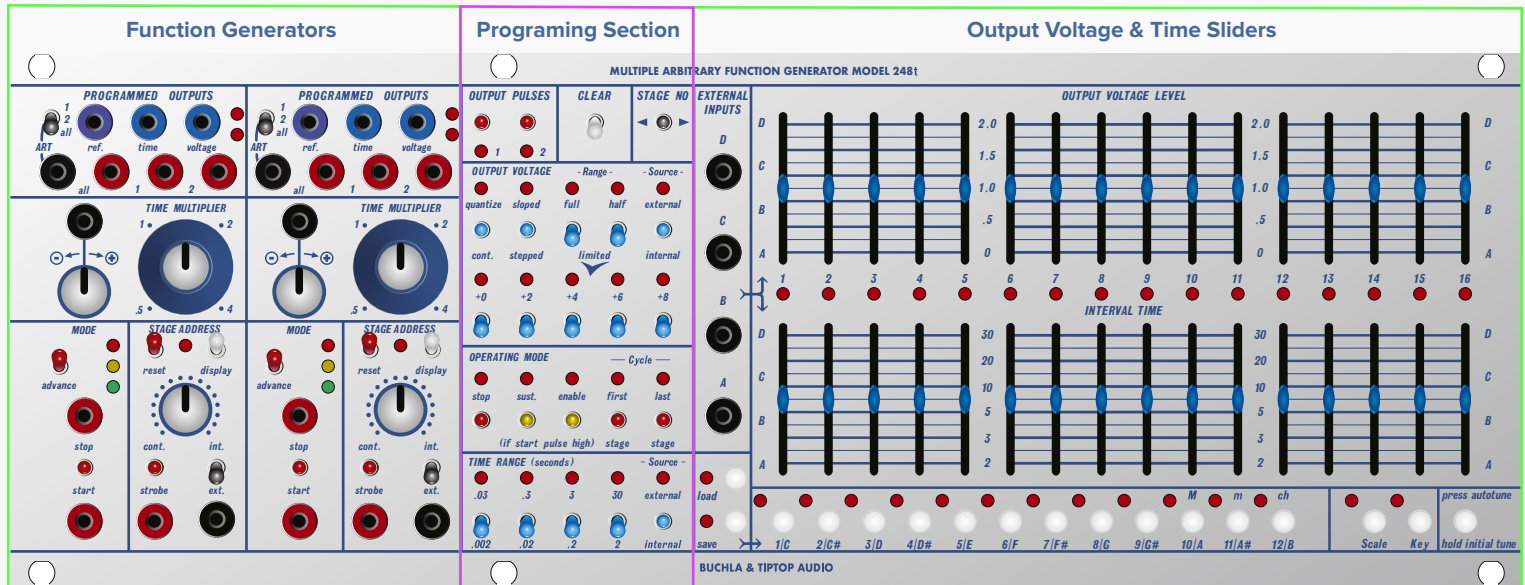 Function Generators
Programing Section
Output Voltage & Time Sliders
MULTIPLE ARBITRARY FUNCTION GENERATOR MODEL 248t
PROGRAMMED OUTPUTS
1
2
all
ART
ref. time voltage
all 1 2
TIME MULTIPLIER
1 2
- +
.5 4
MODE
advance
stop
start
STAGE ADDRESS
reset display
cont. int.
strobe ext.
PROGRAMMED OUTPUTS
1
2
all
ART
ref. time voltage
all 1 2
TIME MULTIPLIER
1 2
- +
.5 4
MODE
advance
stop
start
STAGE ADDRESS
reset display
cont. int.
strobe ext.
OUTPUT PULSES
1 2
CLEAR
STAGE NO
OUTPUT VOLTAGE - Range - - Source -
quantize sloped full half external
cont. stepped limited internal
+0 +2 +4 +6 +8
OPERATING MODE — Cycle —
stop sust. enable first last
(if start pulse high) stage stage
TIME RANGE (seconds) - Source -
.03 .3 3 30 external
.002 .02 .2 2 internal
EXTERNAL
INPUTS
D
C
B
A
load
save
OUTPUT VOLTAGE LEVEL
D 2.0 12 D
1.5 1.5
C C
1.0 1.0
B B
.5 .5
A 0 0 A
1 2 3 4 5 6 7 8 9 10 11 12 13 14 15 16
INTERVAL TIME
D 30 30 D
20 20
C C
10 10
5 5
B B
3 3
A 2 2 A
M m ch
press autotune
1/C 2/C# 3/D 4/D# 5/E 6/F 7/F# 8/G 9/G# 10/A 11/A# 12/B Scale Key hold initial tune
BUCHLA & TIPTOP AUDIO